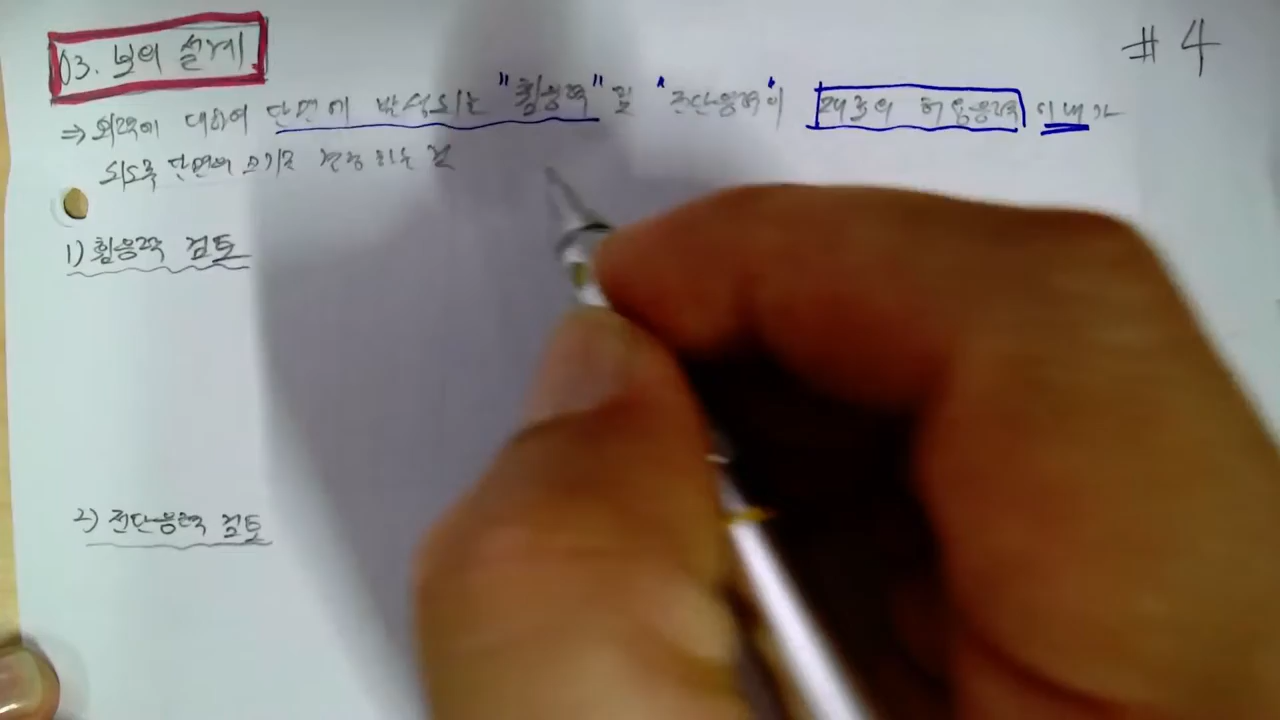 03. 보의 설계
# 4
⇒ 외력에 대하여 단면에 발생되는 "휨응력" 및 "전단응력"이 재료의 허용응력 이내가
되도록 단면의 크기를 결정하는 것
1) 휨응력 검토
2) 전단응력 검토